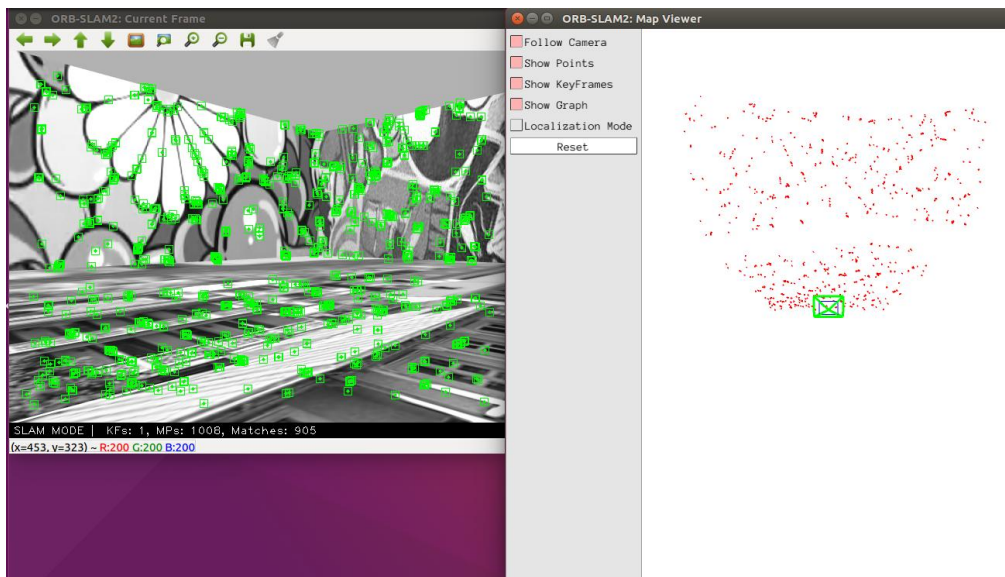 ORB-SLAM2: Current Frame
SLAM MODE |  KFs: 1, MPs: 1008, Matches: 905
(x=453, y=323) ~ R:200 G:200 B:200
ORB-SLAM2: Map Viewer
Follow Camera
Show Points
Show KeyFrames
Show Graph
Localization Mode
Reset